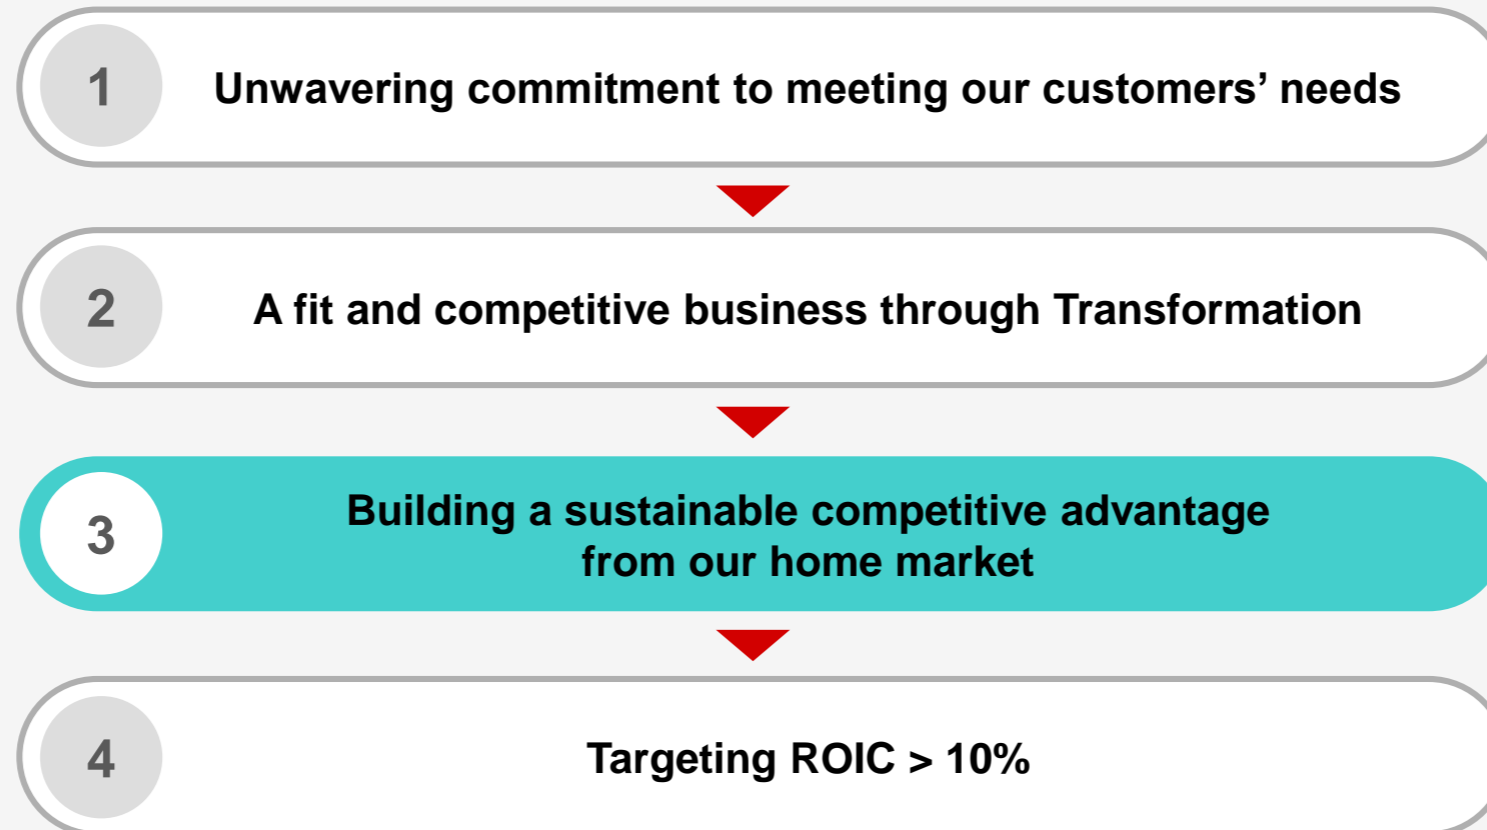 1
Unwavering commitment to meeting our customers’ needs
2
A fit and competitive business through Transformation
3
Building a sustainable competitive advantage
from our home market
4
Targeting ROIC > 10%